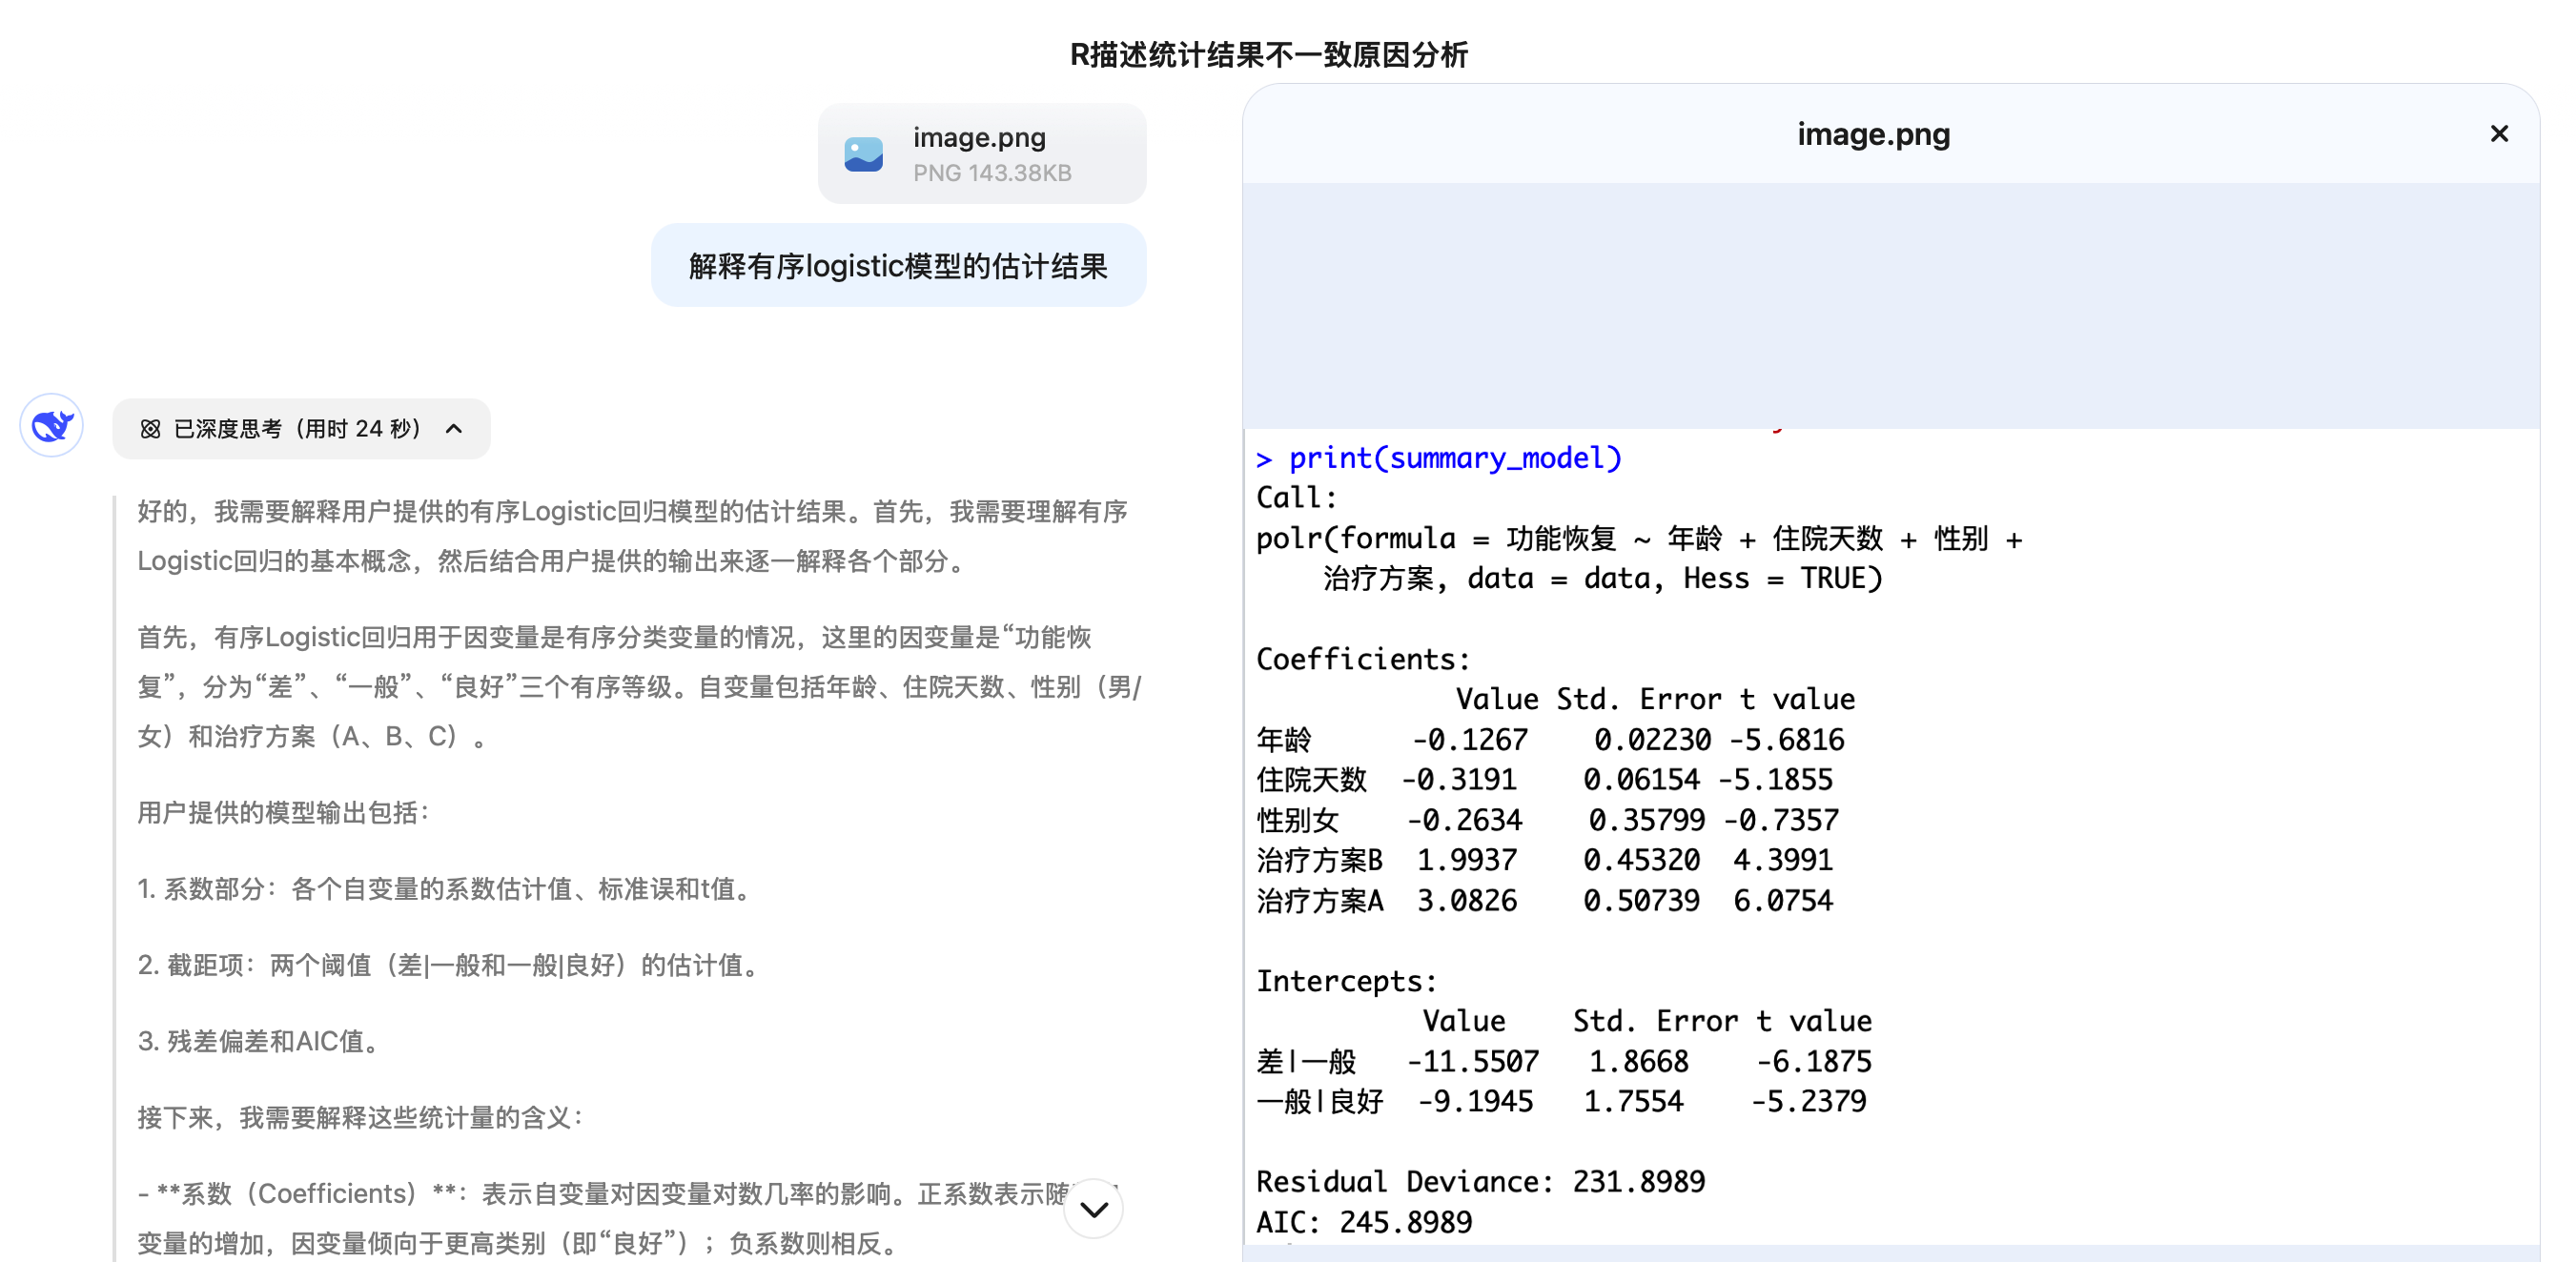 R描述统计结果不一致原因分析
image.png
PNG 143.38KB
解释有序logistic模型的估计结果
已深度思考（用时 24 秒）
好的，我需要解释用户提供的有序Logistic回归模型的估计结果。首先，我需要理解有序
Logistic回归的基本概念，然后结合用户提供的输出来逐一解释各个部分。
首先，有序Logistic回归用于因变量是有序分类变量的情况，这里的因变量是“功能恢
复”，分为“差”、“一般”、“良好”三个有序等级。自变量包括年龄、住院天数、性别（男/
女）和治疗方案（A、B、C）。
用户提供的模型输出包括：
1. 系数部分：各个自变量的系数估计值、标准误和t值。
2. 截距项：两个阈值（差|一般和一般|良好）的估计值。
3. 残差偏差和AIC值。
接下来，我需要解释这些统计量的含义：
- **系数（Coefficients）**：表示自变量对因变量对数几率的影响。正系数表示随
变量的增加，因变量倾向于更高类别（即“良好”）；负系数则相反。
image.png
> print(summary_model)
Call:
polr(formula = 功能恢复 ~ 年龄 + 住院天数 + 性别 +
治疗方案, data = data, Hess = TRUE)
Coefficients:
Value Std. Error t value
年龄 -0.1267 0.02230 -5.6816
住院天数 -0.3191 0.06154 -5.1855
性别女 -0.2634 0.35799 -0.7357
治疗方案B 1.9937 0.45320 4.3991
治疗方案A 3.0826 0.50739 6.0754
Intercepts:
Value Std. Error t value
差|一般 -11.5507 1.8668 -6.1875
一般|良好 -9.1945 1.7554 -5.2379
Residual Deviance: 231.8989
AIC: 245.8989